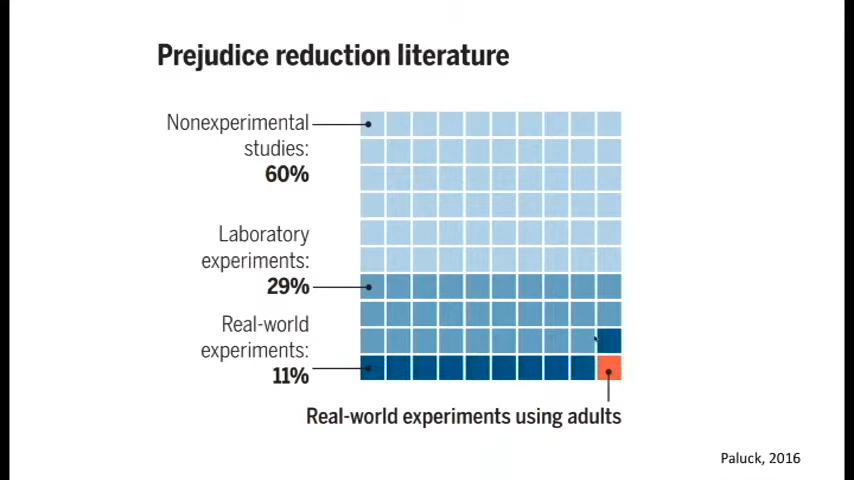 Prejudice reduction literature
Nonexperimental
studies:
60%
Laboratory
experiments:
29%
Real-world
experiments:
11%
Real-world experiments using adults
Paluck, 2016